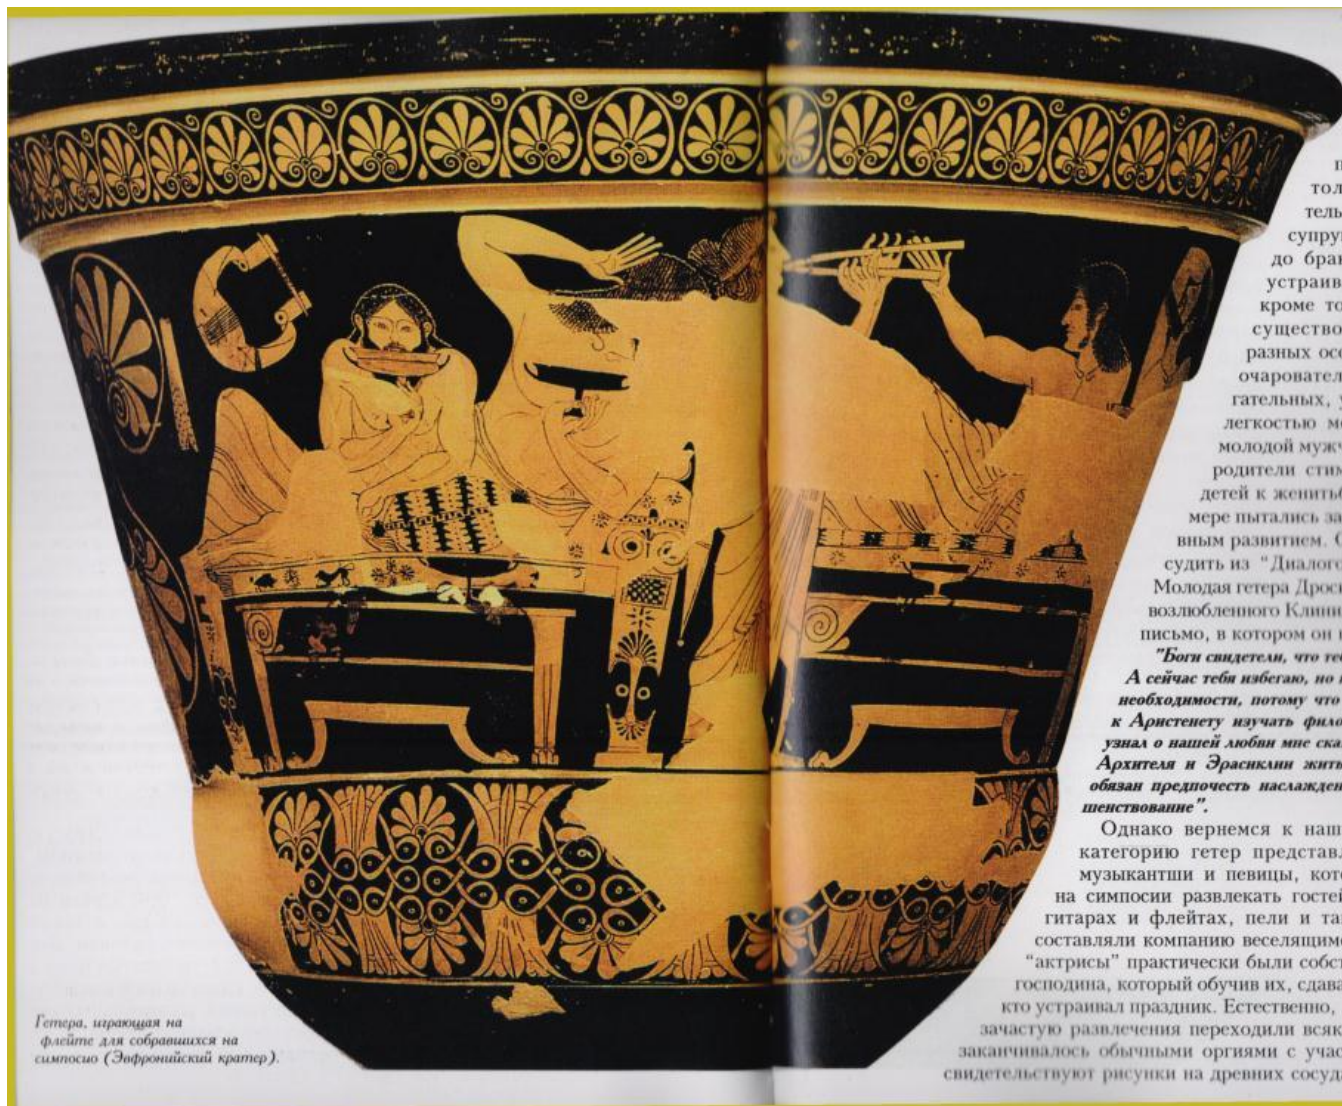 Гетера, играющая на
флейте для собравшихся на
симпосио (Эвфронийский кратер).
п
тол
тель
супру
до бра
устраив
кроме то
существо
разных ос
очаровател
гательных, у
легкостью м
молодой муж
родители стим
детей к женить
мере пытались за
вным развитием. С
судить из "Диалого
Молодая гетера Дрос
возлюбленного Клини
письмо, в котором он
"Боги свидетели, что те
А сейчас тебя избегаю, но
необходимости, потому что
к Аристенету изучать фило
узнал о нашей любви мне ска
Архителя и Эрасиклии жить
обязан предпочесть наслажден
шенствование".
Однако вернемся к наш
категорию гетер представл
музыкантши и певицы, кото
на симпосии развлекать гостей
гитарах и флейтах, пели и та
составляли компанию веселящим
"актрисы" практически были собст
господина, который обучив их, сдава
кто устраивал праздник. Естественно,
зачастую развлечения переходили всяк
заканчивалось обычными оргиями с учас
свидетельствуют рисунки на древних сосуда